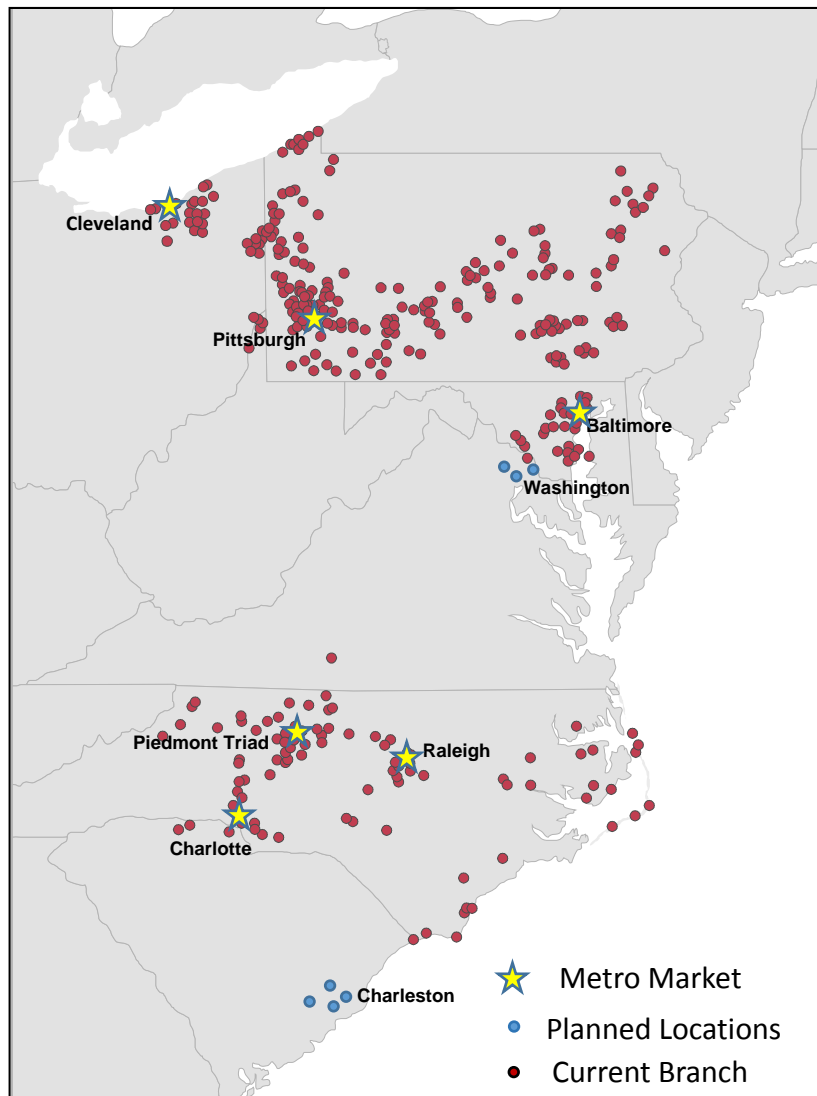 Cleveland
Pittsburgh
Baltimore
Washington
Piedmont Triad
Raleigh
Charlotte
Charleston
Metro Market
Planned Locations
Current Branch